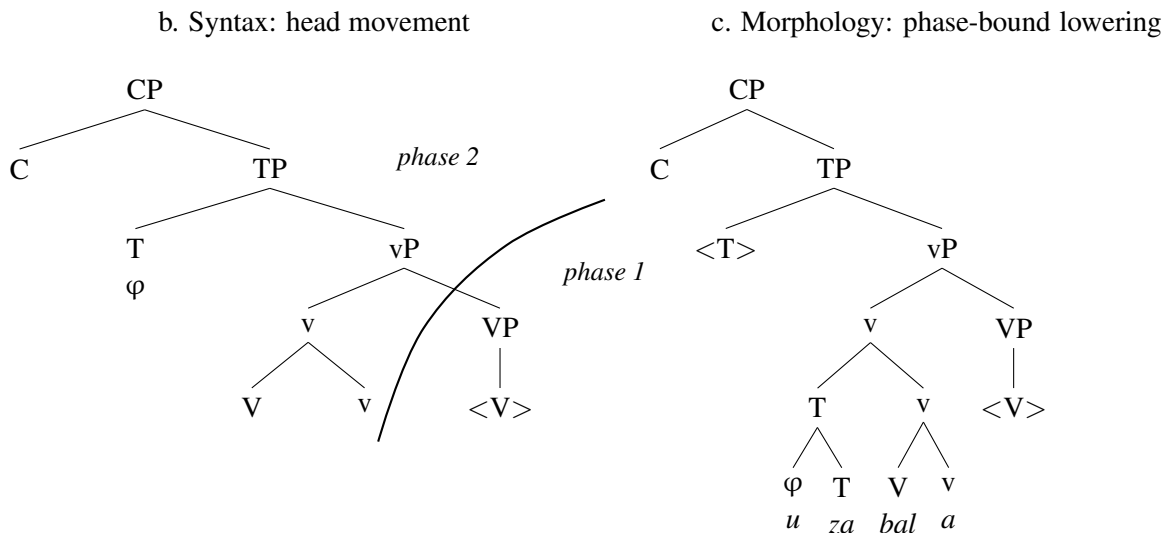 b. Syntax: head movement
c. Morphology: phase-bound lowering
CP
CP
C
TP
phase 2
C
TP
T
vP
<T>
vP
φ
phase 1
v
VP
v
VP
V
v
<V>
T
v
<V>
φ
T
V
v
u
za
bal
a